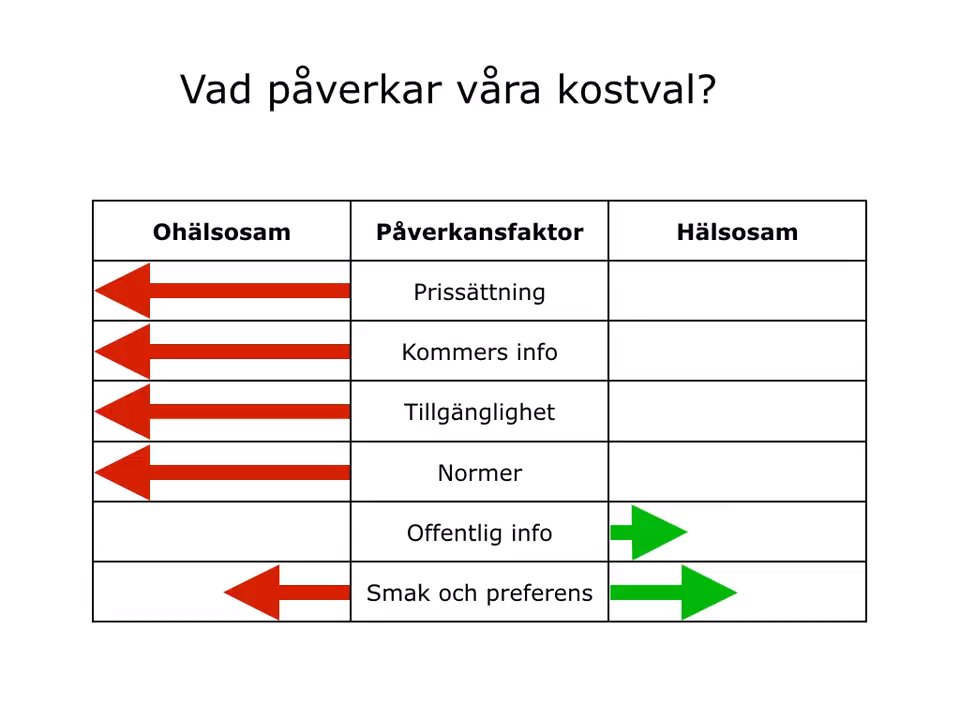 Vad påverkar våra kostval?
Ohälsosam Påverkansfaktor Hälsosam
Prissättning
Kommers info
Tillgänglighet
Normer
Offentlig info
Smak och preferens